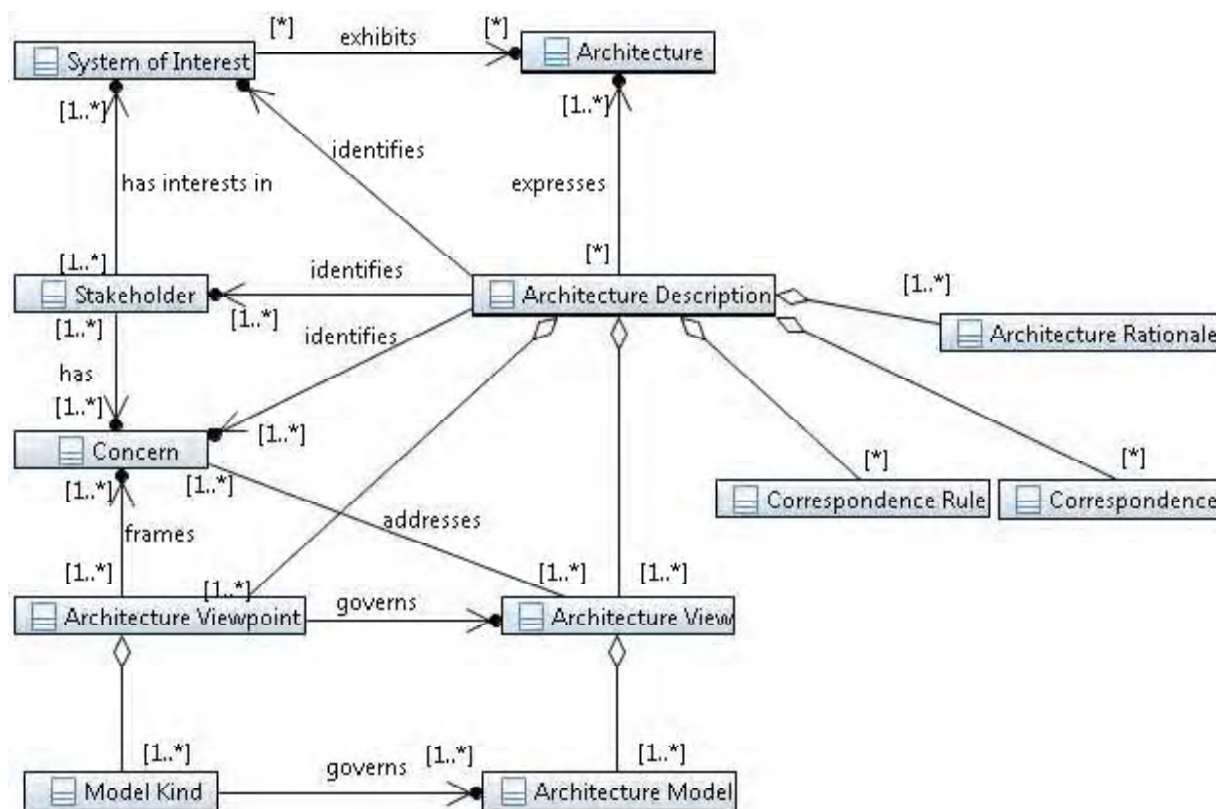 [*]
exhibits
[*]
System of Interest
Architecture
[1..*]
[1..*]
identifies
has interests in
expresses
[1..*]
[*]
identifies
[1..*]
Stakeholder
Architecture Description
[1..*]
[1..*]
identifies
Architecture Rationale
has
[1..*]
[1..*]
Concern
[*]
[*]
[1..*]
[1..*]
Correspondence Rule
Correspondence
addresses
frames
[1..*]
[1..*]
[1..*]
[1..*]
governs
Architecture Viewpoint
Architecture View
[1..*]
[1..*]
[1..*]
governs
Model Kind
Architecture Model